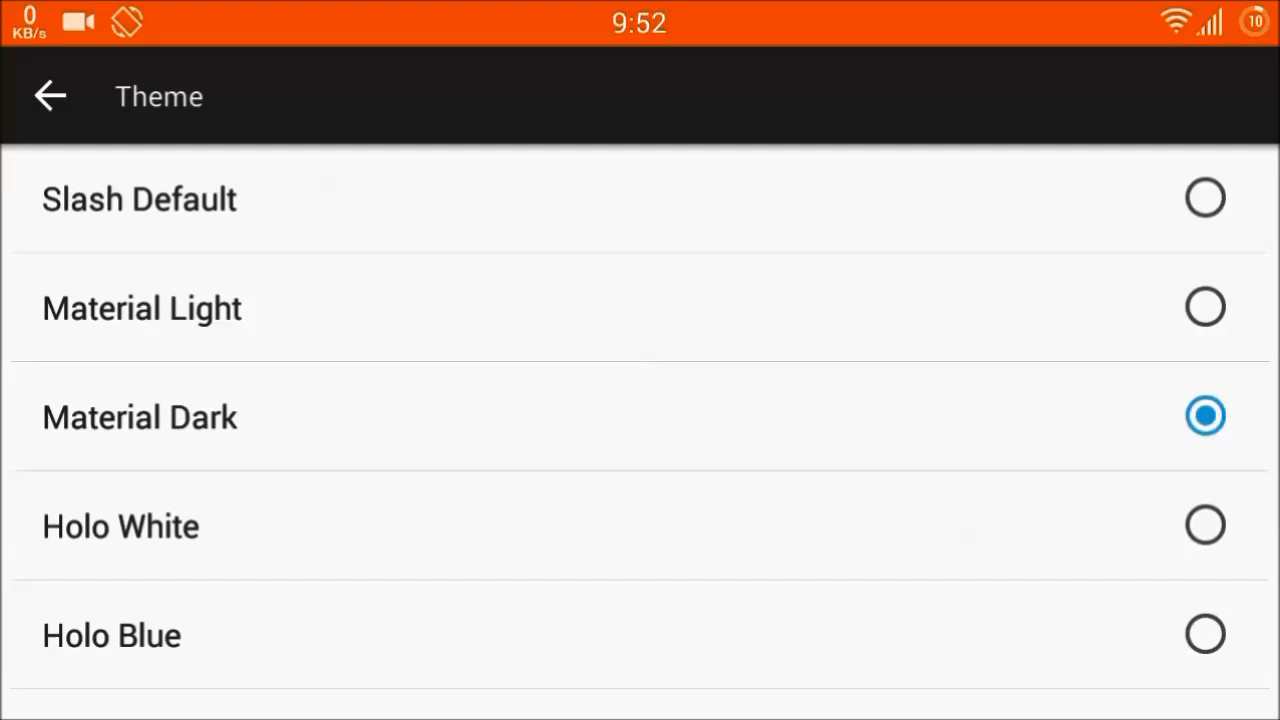 0
KB/s
9:52
10
Theme
Slash Default
Material Light
Material Dark
Holo White
Holo Blue